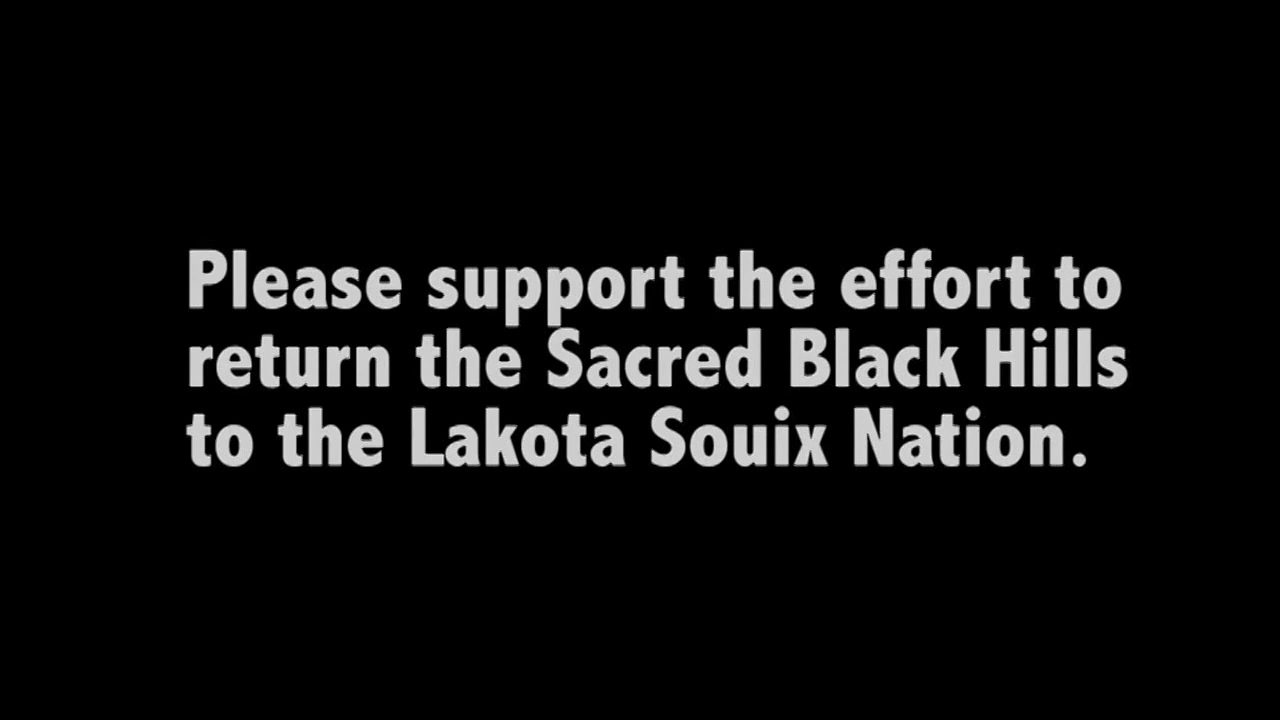 Please support the effort to
return the Sacred Black Hills
to the Lakota Souix Nation.